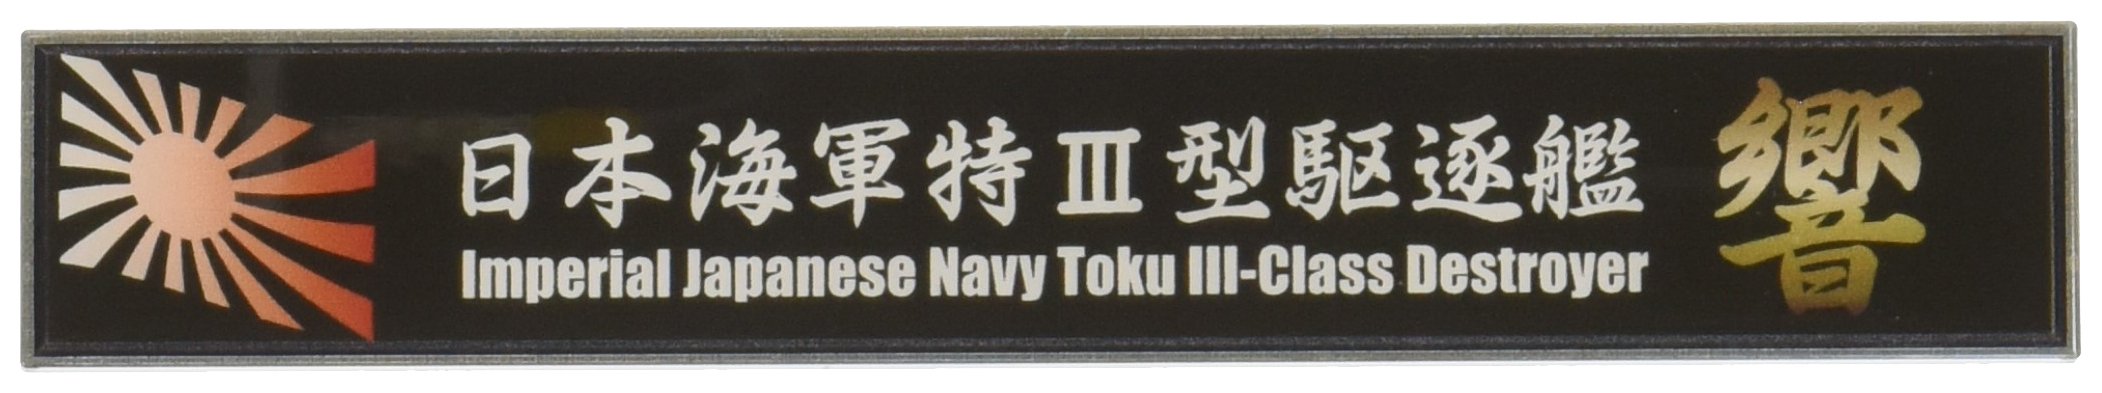 日本海軍特Ⅲ型駆逐艦 響
Imperial Japanese Navy Toku III-Class Destroyer